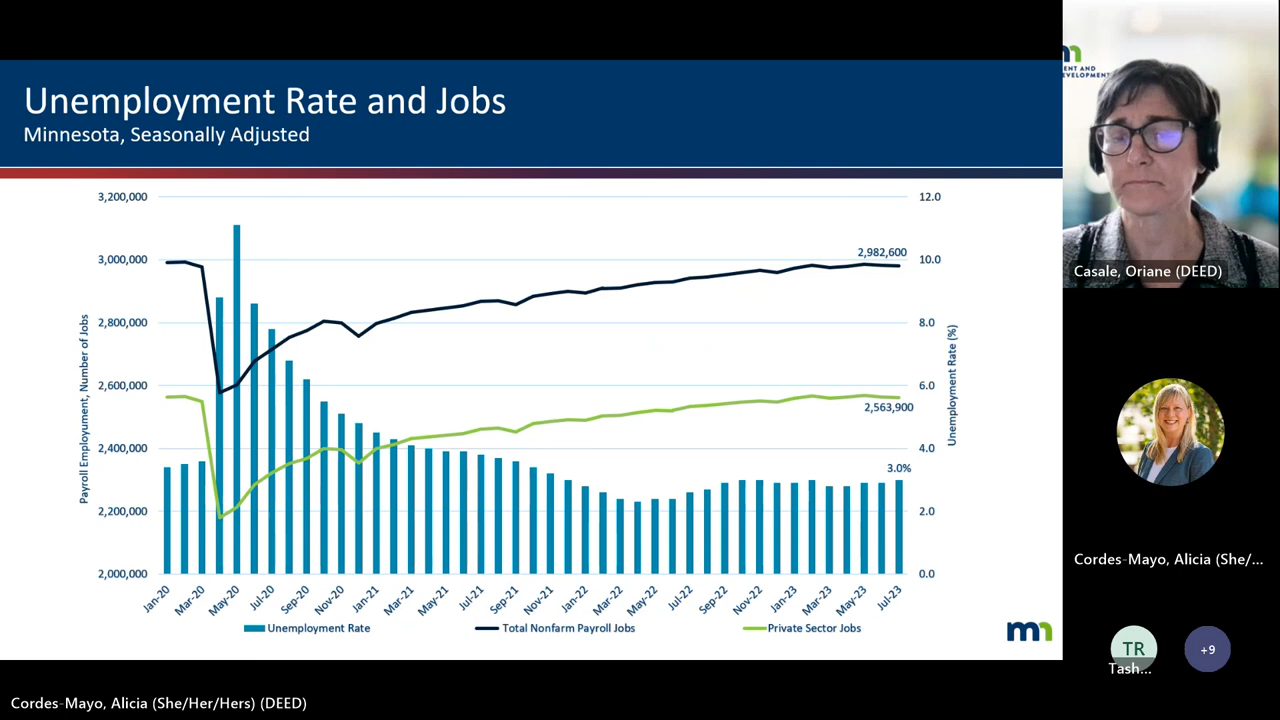 Unemployment Rate and Jobs
Minnesota, Seasonally Adjusted
3,200,000
3,000,000
2,800,000
2,600,000
2,400,000
2,200,000
2,000,000
Payroll Employument, Number of Jobs
12.0
10.0
8.0
6.0
4.0
2.0
0.0
Unemployment Rate (%)
2,982,600
2,563,900
3.0%
Jan-20
Mar-20
May-20
Jul-20
Sep-20
Nov-20
Jan-21
Mar-21
May-21
Jul-21
Sep-21
Nov-21
Jan-22
Mar-22
May-22
Jul-22
Sep-22
Nov-22
Jan-23
Mar-23
May-23
Jul-23
Unemployment Rate
Total Nonfarm Payroll Jobs
Private Sector Jobs
mn
ENT AND
EVELOPMENT
Casale, Oriane (DEED)
Cordes-Mayo, Alicia (She/...
TR
Tash...
+9
Cordes-Mayo, Alicia (She/Her/Hers) (DEED)